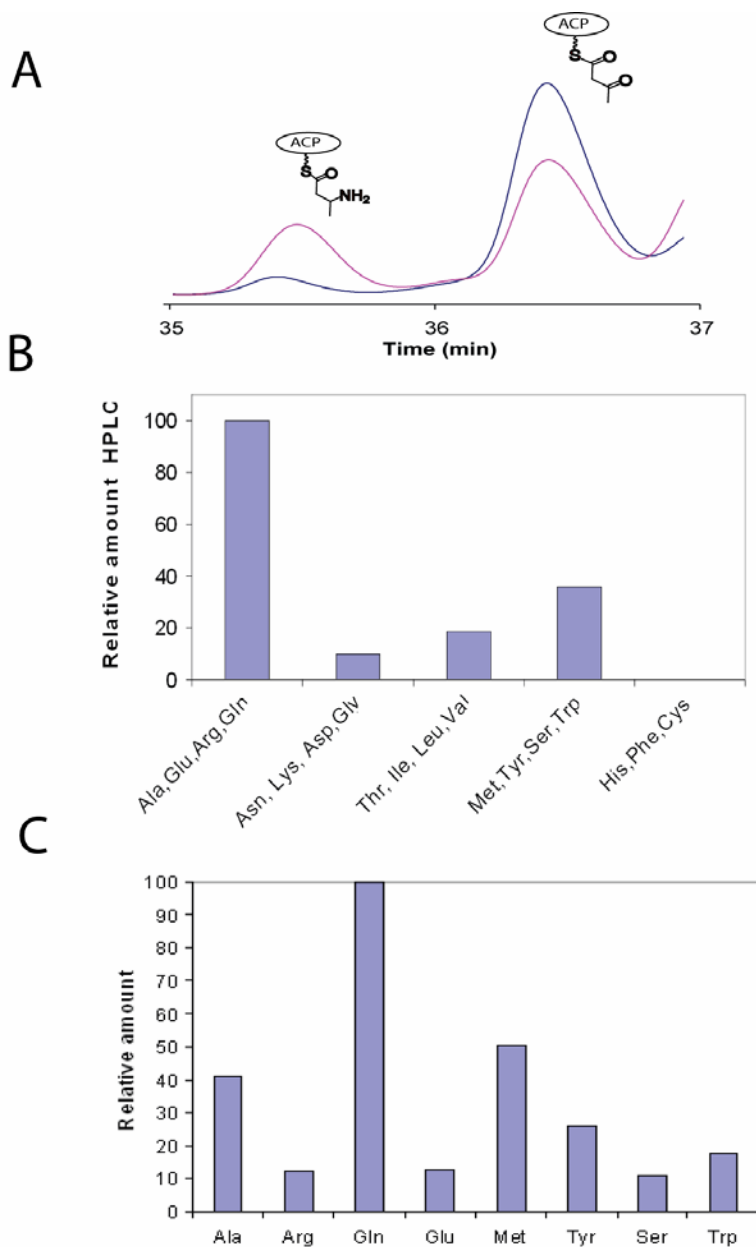 A
ACP
S
O
O
ACP
S
O
NH₂
35
36
37
Time (min)
B
Relative amount HPLC
100
80
60
40
20
0
Ala,Glu,Arg,Gln
Asn, Lys, Asp,Gly
Thr, Ile, Leu,Val
Met,Tyr,Ser,Trp
His,Phe,Cys
C
Relative amount
100
90
80
70
60
50
40
30
20
10
0
Ala Arg Gln Glu Met Tyr Ser Trp